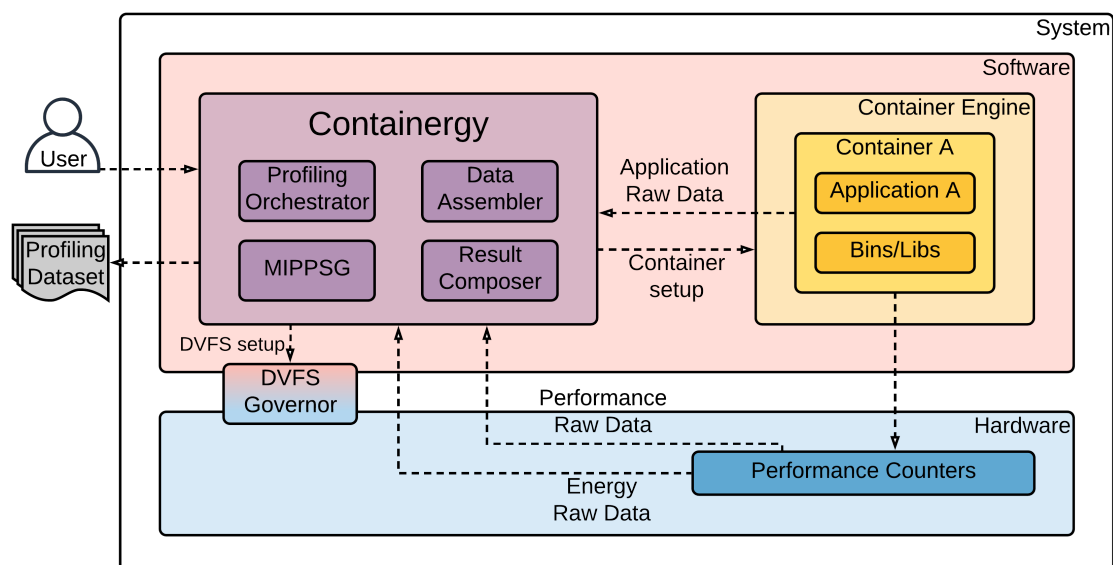 System
Software
Container Engine
Containergy
Container A
User
Profiling
Orchestrator
Data
Assembler
Application
Raw Data
Application A
MIPPSG
Result
Composer
Container
setup
Bins/Libs
Profiling
Dataset
DVFS setup
DVFS
Governor
Performance
Raw Data
Hardware
Performance Counters
Energy
Raw Data